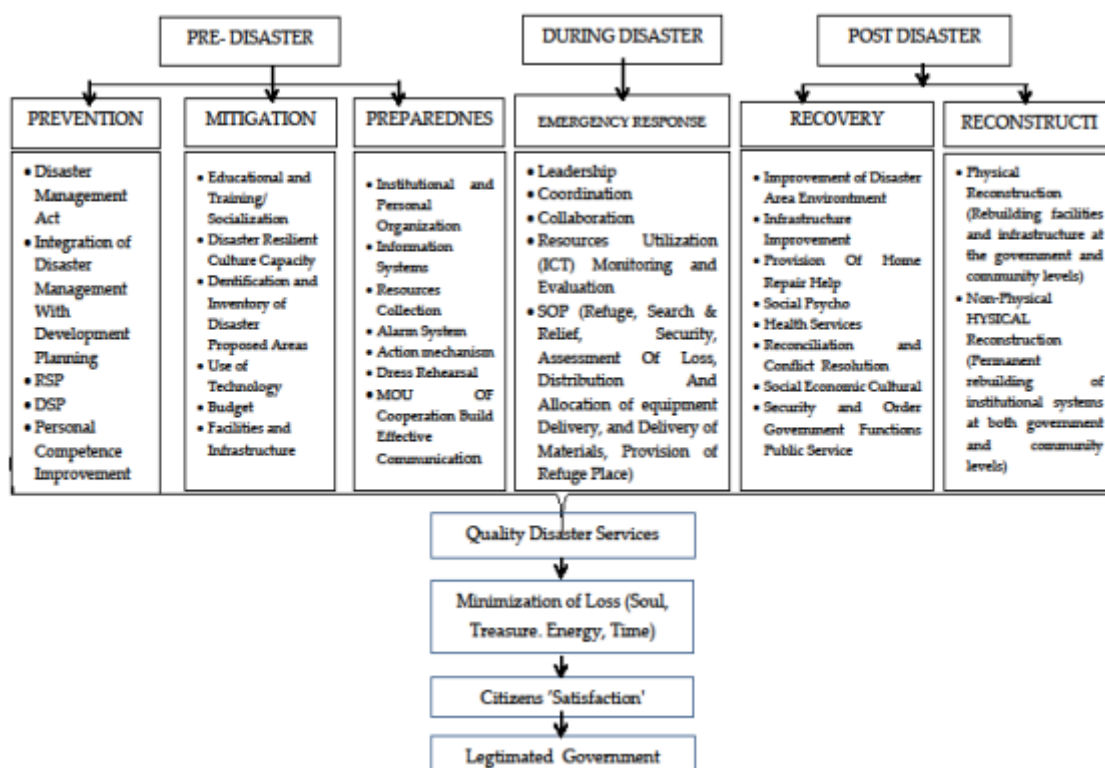 PRE- DISASTER
DURING DISASTER
POST DISASTER
PREVENTION
MITIGATION
PREPAREDNES
EMERGENCY RESPONSE
RECOVERY
RECONSTRUCTI
• Disaster
Management
Act
• Integration of
Disaster
Management
With
Development
Planning
• RSP
• DSP
• Personal
Competence
Improvement
• Educational and
Training/
Socialization
• Disaster Resilient
Culture Capacity
• Dentification and
Inventory of
Disaster
Proposed Areas
• Use of
Technology
• Budget
• Facilities and
Infrastructure
• Institutional and
Personal
Organization
• Information
Systems
• Resources
Collection
• Alarm System
• Action mechanism
• Dress Rehearsal
• MOU OF
Cooperation Build
Effective
Communication
• Leadership
• Coordination
• Collaboration
• Resources Utilization
(ICT) Monitoring and
Evaluation
• SOP (Refuge, Search &
Relief, Security,
Assessment Of Loss,
Distribution And
Allocation of equipment
Delivery, and Delivery of
Materials, Provision of
Refuge Place)
• Improvement of Disaster
Area Environtment
• Infrastructure
Improvement
• Provision Of Home
Repair Help
• Social Psycho
• Health Services
• Reconciliation and
Conflict Resolution
• Social Economic Cultural
• Security and Order
Government Functions
Public Service
• Physical
Reconstruction
(Rebuilding facilities
and infrastructure at
the government and
community levels)
• Non-Physical
HYSICAL
Reconstruction
(Permanent
rebuilding of
institutional systems
at both government
and community
levels)
Quality Disaster Services
Minimization of Loss (Soul,
Treasure. Energy, Time)
Citizens 'Satisfaction'
Legtimated Government